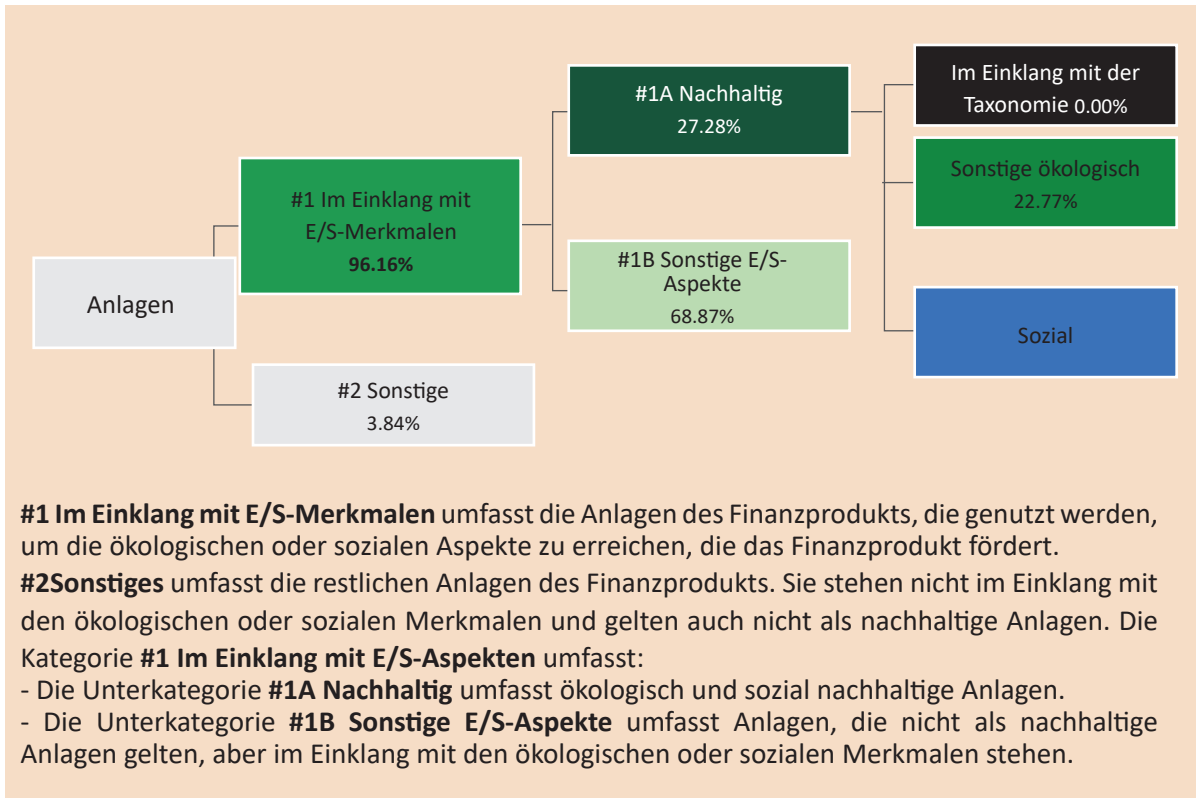 Anlagen
#1 Im Einklang mit
E/S-Merkmalen
96.16%
#2 Sonstige
3.84%
#1A Nachhaltig
27.28%
#1B Sonstige E/S-
Aspekte
68.87%
Im Einklang mit der
Taxonomie 0.00%
Sonstige ökologisch
22.77%
Sozial
#1 Im Einklang mit E/S-Merkmalen umfasst die Anlagen des Finanzprodukts, die genutzt werden,
um die ökologischen oder sozialen Aspekte zu erreichen, die das Finanzprodukt fördert.
#2Sonstiges umfasst die restlichen Anlagen des Finanzprodukts. Sie stehen nicht im Einklang mit
den ökologischen oder sozialen Merkmalen und gelten auch nicht als nachhaltige Anlagen. Die
Kategorie #1 Im Einklang mit E/S-Aspekten umfasst:
- Die Unterkategorie #1A Nachhaltig umfasst ökologisch und sozial nachhaltige Anlagen.
- Die Unterkategorie #1B Sonstige E/S-Aspekte umfasst Anlagen, die nicht als nachhaltige
Anlagen gelten, aber im Einklang mit den ökologischen oder sozialen Merkmalen stehen.